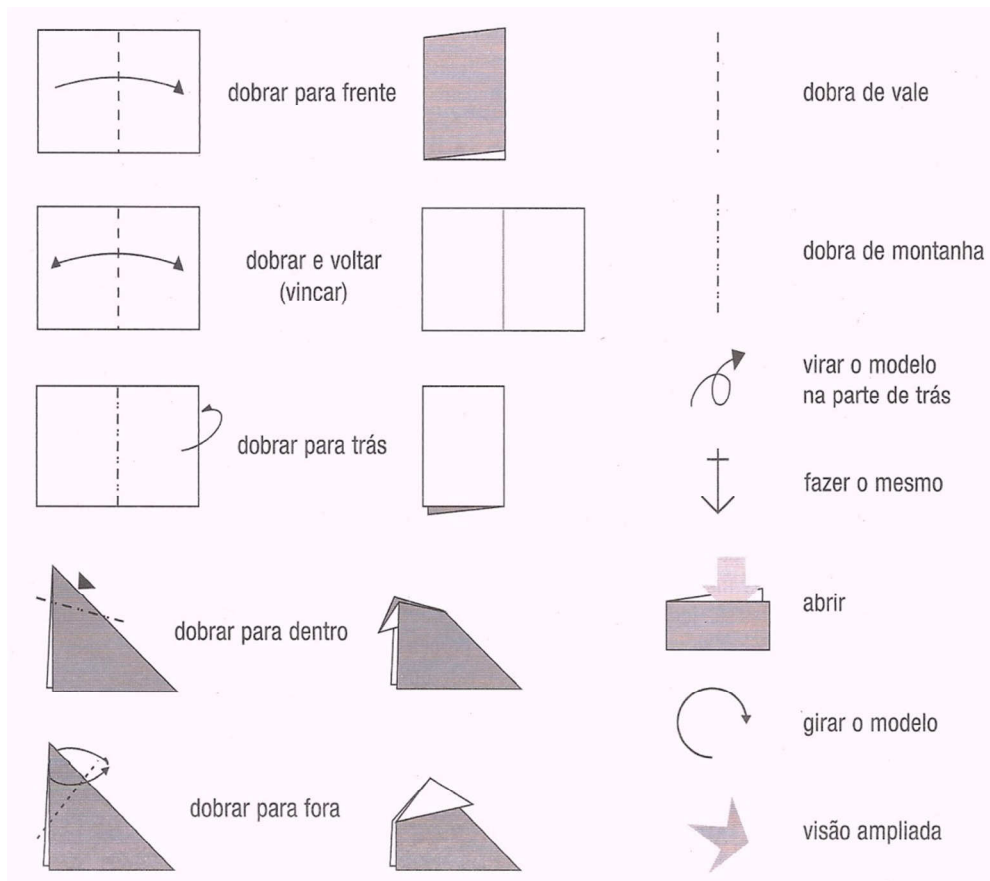 dobrar para frente
dobrar e voltar
(vincar)
dobrar para trás
dobrar para dentro
dobrar para fora
dobra de vale
dobra de montanha
virar o modelo
na parte de trás
fazer o mesmo
abrir
girar o modelo
visão ampliada